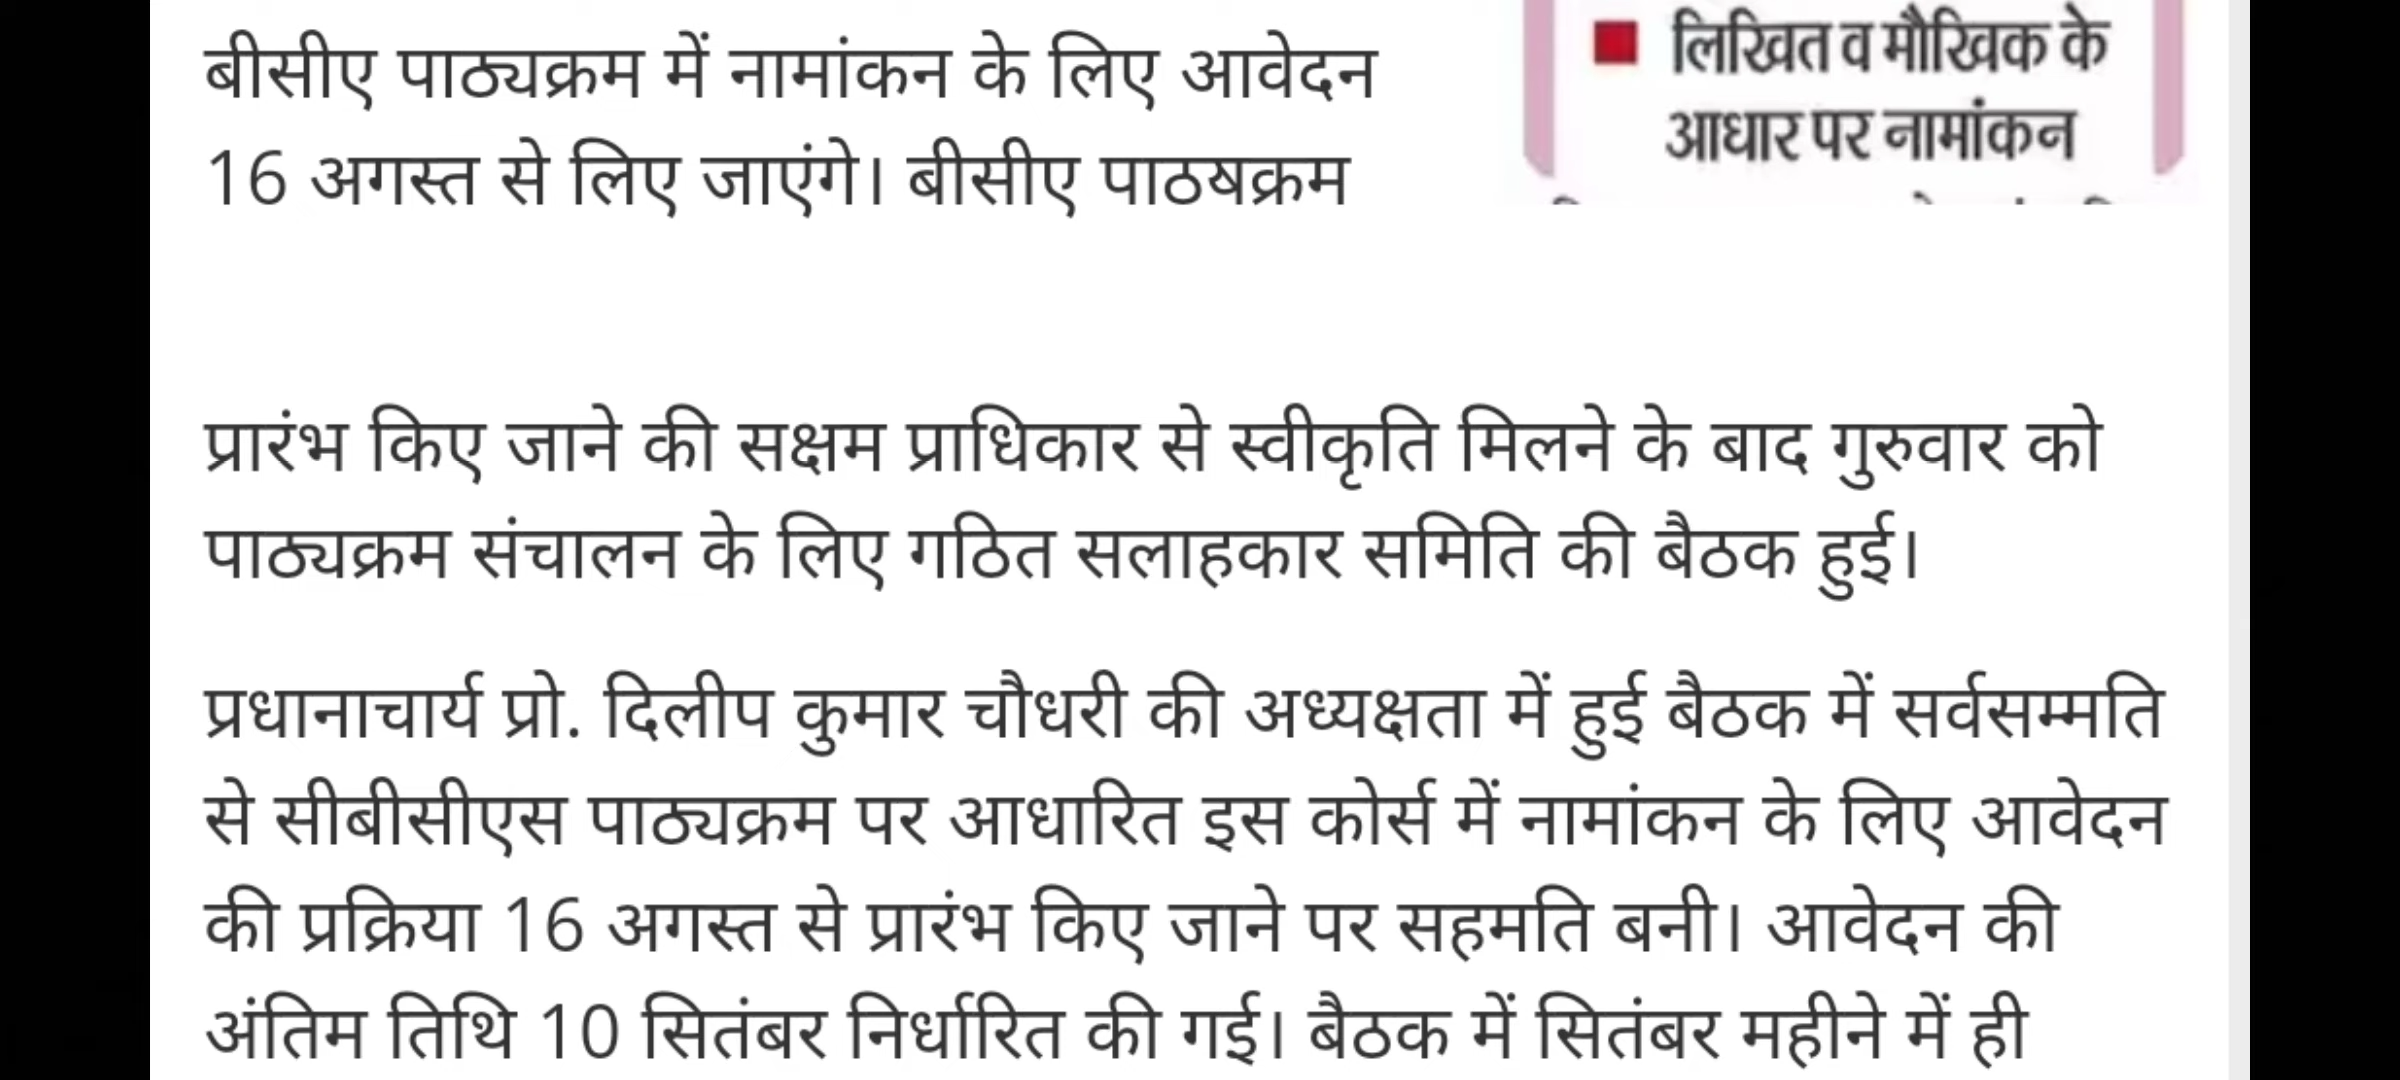 बीसीए पाठ्यक्रम में नामांकन के लिए आवेदन
16 अगस्त से लिए जाएंगे। बीसीए पाठषक्रम
लिखित व मौखिक के
आधार पर नामांकन
प्रारंभ किए जाने की सक्षम प्राधिकार से स्वीकृति मिलने के बाद गुरुवार को
पाठ्यक्रम संचालन के लिए गठित सलाहकार समिति की बैठक हुई।
प्रधानाचार्य प्रो. दिलीप कुमार चौधरी की अध्यक्षता में हुई बैठक में सर्वसम्मति
से सीबीसीएस पाठ्यक्रम पर आधारित इस कोर्स में नामांकन के लिए आवेदन
की प्रक्रिया 16 अगस्त से प्रारंभ किए जाने पर सहमति बनी। आवेदन की
अंतिम तिथि 10 सितंबर निर्धारित की गई। बैठक में सितंबर महीने में ही